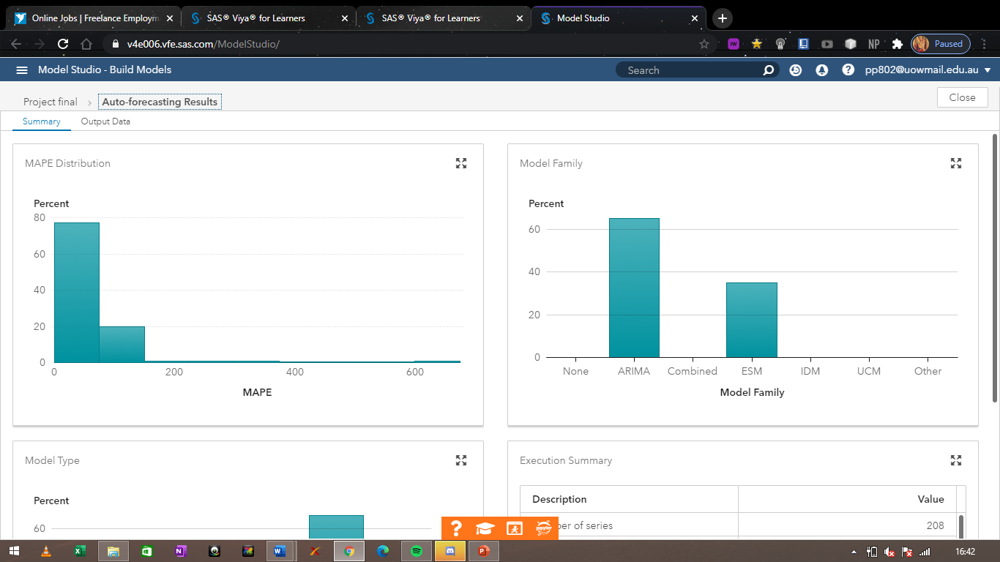 Online Jobs | Freelance Employm
SAS® Viya® for Learners
SAS® Viya® for Learners
Model Studio
v4e006.vfe.sas.com/ModelStudio/
NP
Paused
Model Studio - Build Models
Search
pp802@uowmail.edu.au
Project final
Auto-forecasting Results
Close
Summary
Output Data
MAPE Distribution
Percent
80
60
40
20
0
0 200 400 600
MAPE
Model Family
Percent
60
40
20
0
None ARIMA Combined ESM IDM UCM Other
Model Family
Model Type
Percent
60
Execution Summary
Description Value
of series 208
16:42